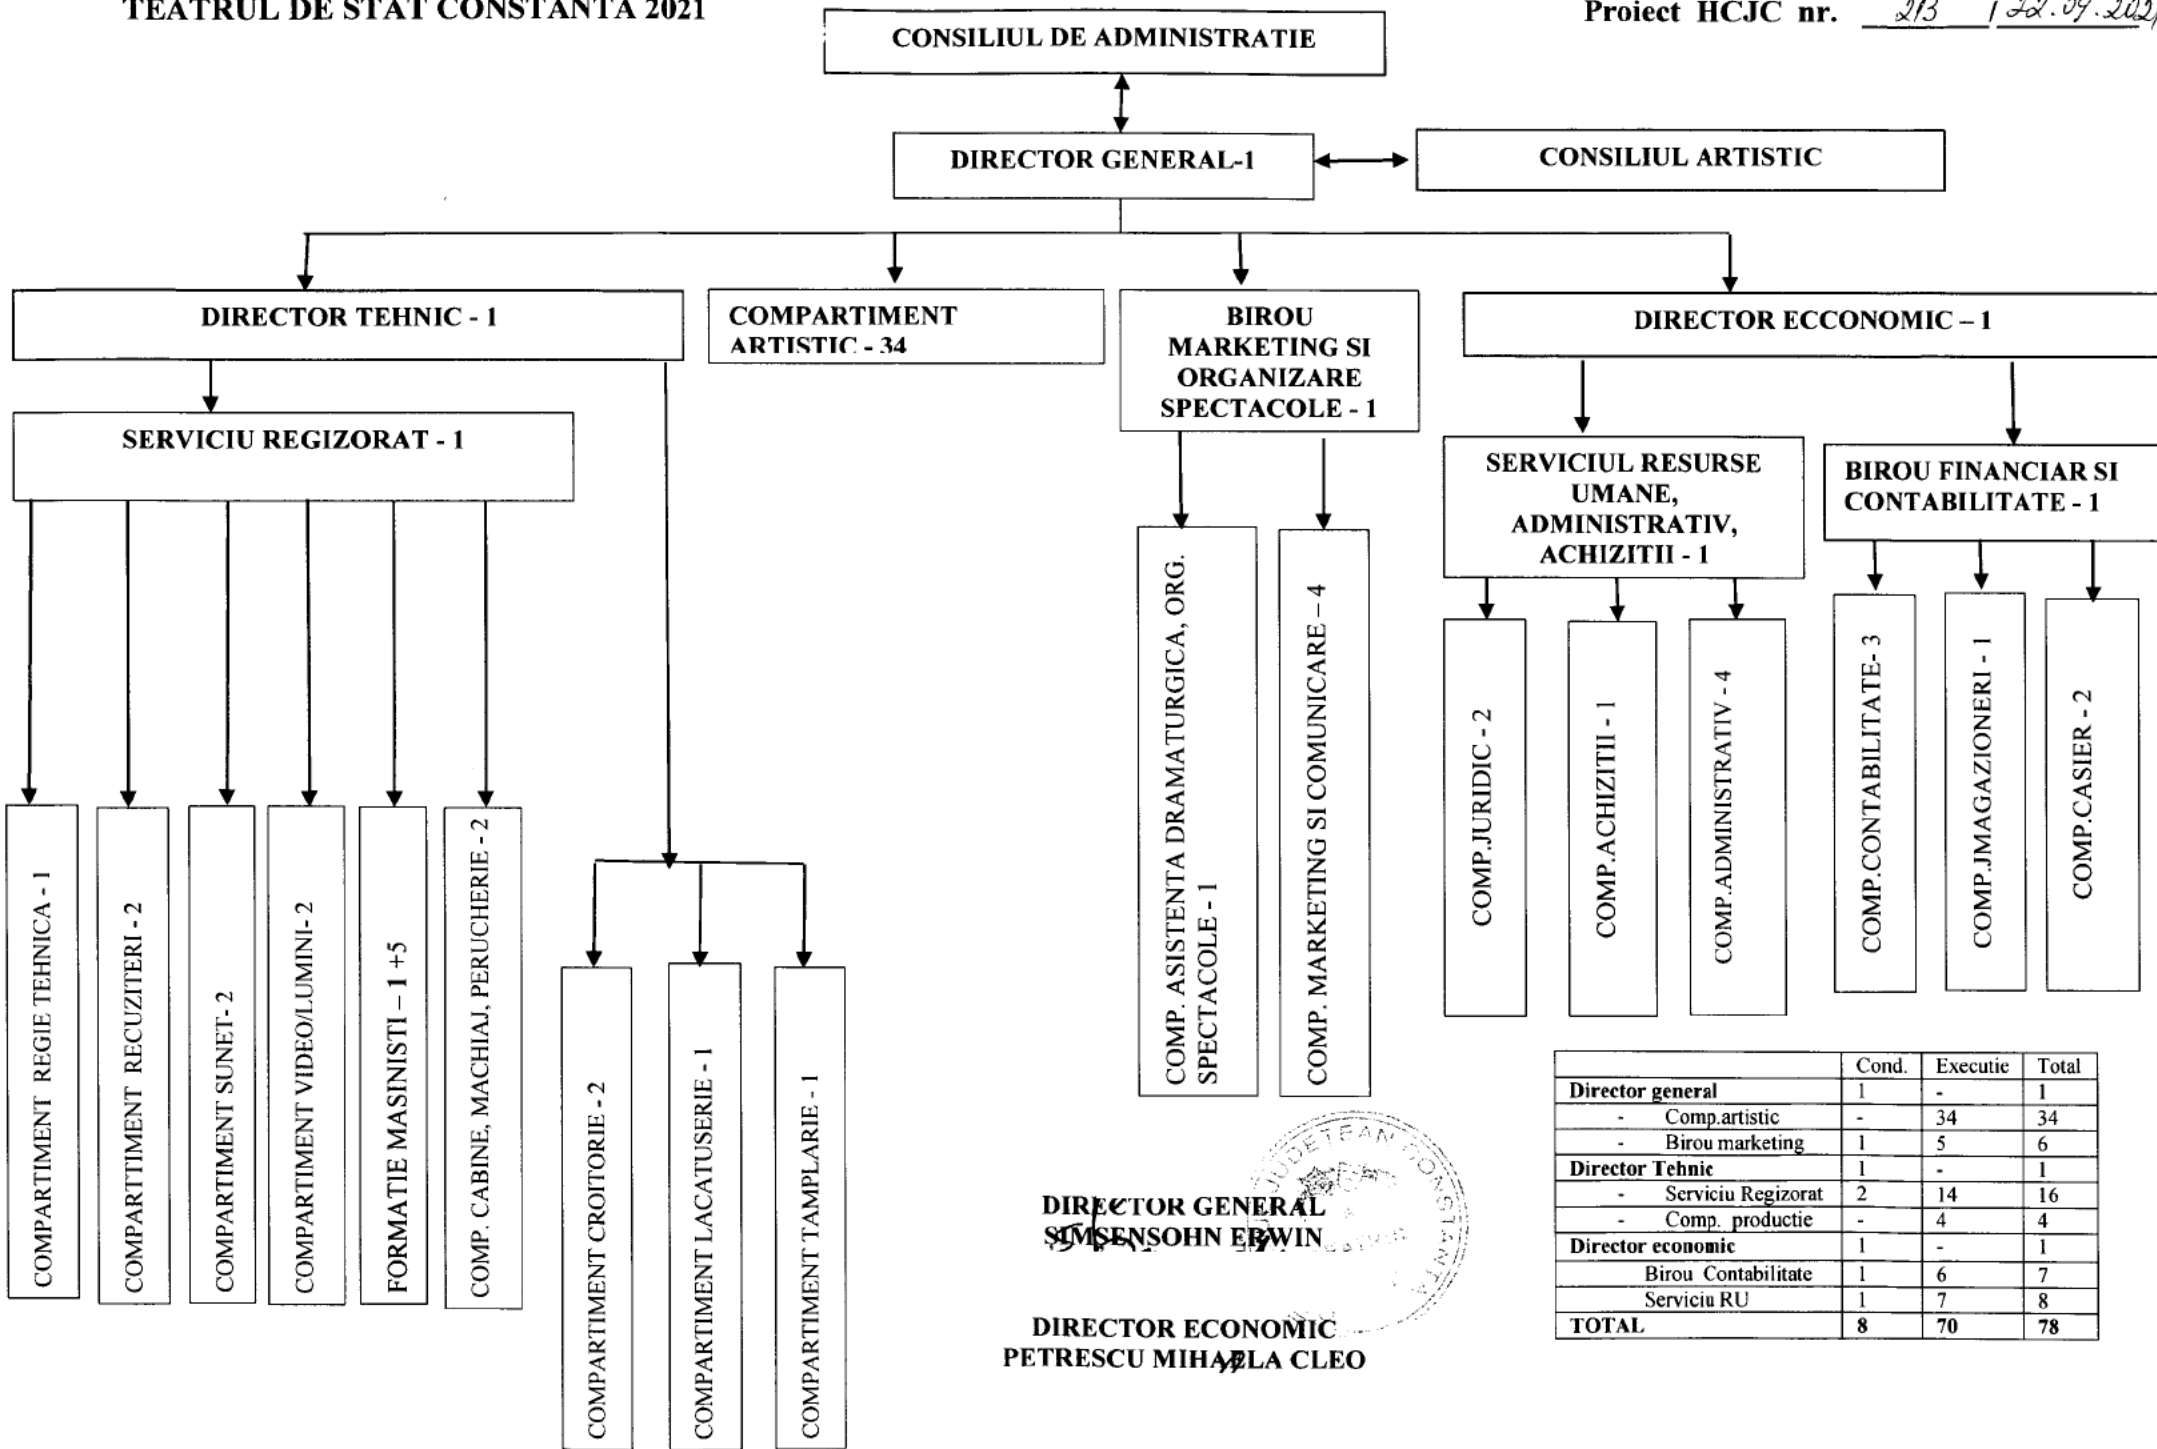 TEATRUL DE STAT CONSTANTA 2021
Proiect HCJC nr. 213 / 22.09.2021
CONSILIUL DE ADMINISTRATIE
DIRECTOR GENERAL-1
CONSILIUL ARTISTIC
DIRECTOR TEHNIC - 1
COMPARTIMENT
ARTISTIC - 34
BIROU
MARKETING SI
ORGANIZARE
SPECTACOLE - 1
DIRECTOR ECCONOMIC – 1
SERVICIU REGIZORAT - 1
SERVICIUL RESURSE
UMANE,
ADMINISTRATIV,
ACHIZITII - 1
BIROU FINANCIAR SI
CONTABILITATE - 1
COMPARTIMENT REGIE TEHNICA - 1
COMPARTIMENT RECUZITERI - 2
COMPARTIMENT SUNET- 2
COMPARTIMENT VIDEO/LUMINI- 2
FORMATIE MASINISTI – 1 +5
COMP. CABINE, MACHIAJ, PERUCHERIE - 2
COMPARTIMENT CROITORIE - 2
COMPARTIMENT LACATUSERIE - 1
COMPARTIMENT TAMPLARIE - 1
COMP. ASISTENTA DRAMATURGICA, ORG.
SPECTACOLE - 1
COMP. MARKETING SI COMUNICARE – 4
COMP.JURIDIC - 2
COMP.ACHIZITII - 1
COMP.ADMINISTRATIV - 4
COMP.CONTABILITATE- 3
COMP.JMAGAZIONERI - 1
COMP.CASIER - 2
Cond. Executie Total
Director general 1 - 1
- Comp.artistic - 34 34
- Birou marketing 1 5 6
Director Tehnic 1 - 1
- Serviciu Regizorat 2 14 16
- Comp. productie - 4 4
Director economic 1 - 1
Birou Contabilitate 1 6 7
Serviciu RU 1 7 8
TOTAL 8 70 78
DIRECTOR GENERAL
SIMSENSOHN ERWIN
JUDETEAN CONSTANTA
DIRECTOR ECONOMIC
PETRESCU MIHAELA CLEO